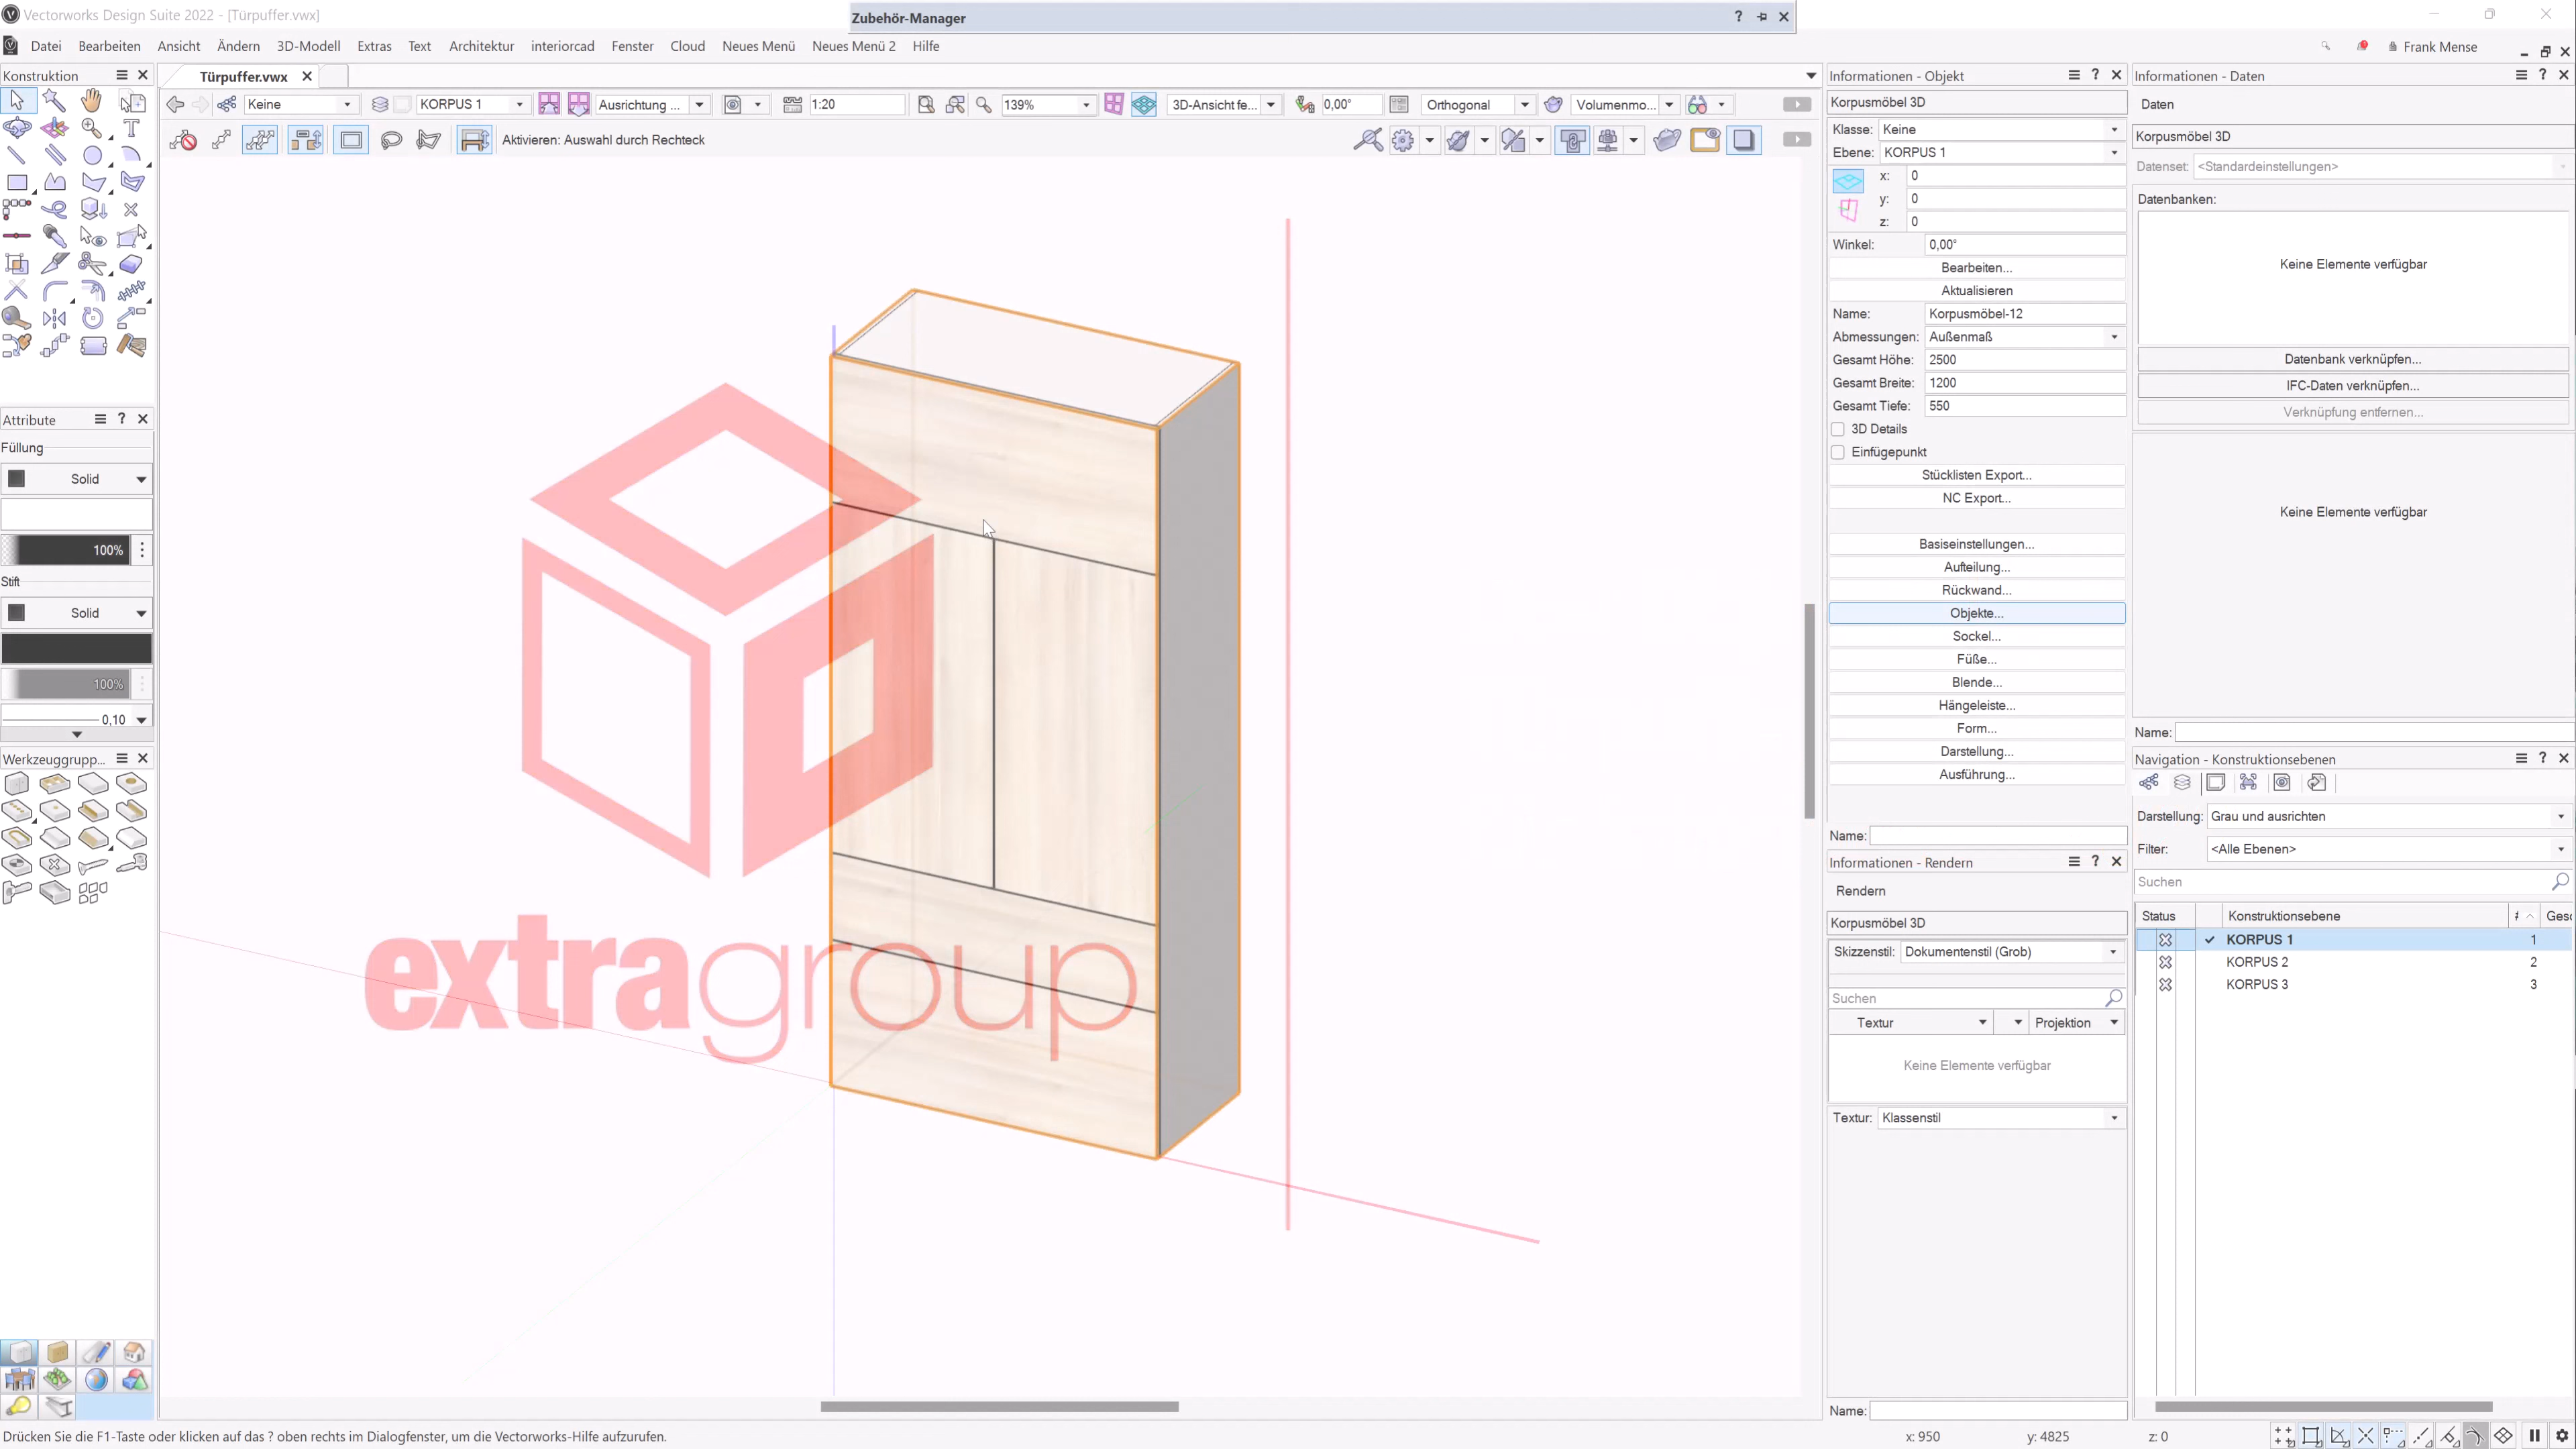 Vectorworks Design Suite 2022 - [Türpuffer.vwx]
Zubehör-Manager
Datei Bearbeiten Ansicht Ändern 3D-Modell Extras Text Architektur interiorcad Fenster Cloud Neues Menü Neues Menü 2 Hilfe
Frank Mense
Konstruktion
Türpuffer.vwx
Keine
KORPUS 1
Ausrichtung ...
1:20
139%
3D-Ansicht fe...
0,00°
Orthogonal
Volumenmo...
Aktivieren: Auswahl durch Rechteck
Attribute
Füllung
Solid
100%
Stift
Solid
100%
0,10
Werkzeuggrupp...
extragroup
Informationen - Objekt
Korpusmöbel 3D
Klasse: Keine
Ebene: KORPUS 1
x: 0
y: 0
z: 0
Winkel: 0,00°
Bearbeiten...
Aktualisieren
Name: Korpusmöbel-12
Abmessungen: Außenmaß
Gesamt Höhe: 2500
Gesamt Breite: 1200
Gesamt Tiefe: 550
3D Details
Einfügepunkt
Stücklisten Export...
NC Export...
Basiseinstellungen...
Aufteilung...
Rückwand...
Objekte...
Sockel...
Füße...
Blende...
Hängeleiste...
Form...
Darstellung...
Ausführung...
Name:
Informationen - Rendern
Rendern
Korpusmöbel 3D
Skizzenstil: Dokumentenstil (Grob)
Suchen
Textur Projektion
Keine Elemente verfügbar
Textur: Klassenstil
Name:
Informationen - Daten
Daten
Korpusmöbel 3D
Datenset: <Standardeinstellungen>
Datenbanken:
Keine Elemente verfügbar
Datenbank verknüpfen...
IFC-Daten verknüpfen...
Verknüpfung entfernen...
Keine Elemente verfügbar
Name:
Navigation - Konstruktionsebenen
Darstellung: Grau und ausrichten
Filter: <Alle Ebenen>
Suchen
Status Konstruktionsebene # Gesc
KORPUS 1 1
KORPUS 2 2
KORPUS 3 3
Drücken Sie die F1-Taste oder klicken auf das ? oben rechts im Dialogfenster, um die Vectorworks-Hilfe aufzurufen.
x: 950 y: 4825 z: 0